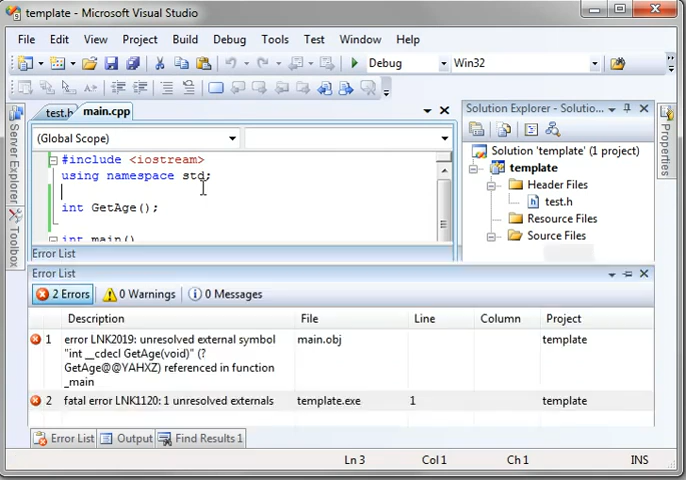 template - Microsoft Visual Studio
File Edit View Project Build Debug Tools Test Window Help
Debug Win32
test.h main.cpp
(Global Scope)
#include <iostream>
using namespace std;
int GetAge();
int main()
Error List
Error List
2 Errors 0 Warnings 0 Messages
Description File Line Column Project
1 error LNK2019: unresolved external symbol main.obj template
"int __cdecl GetAge(void)" (?
GetAge@@YAHXZ) referenced in function
_main
2 fatal error LNK1120: 1 unresolved externals template.exe 1 template
Error List Output Find Results 1
Ln 3 Col 1 Ch 1 INS
Server Explorer
Toolbox
Solution Explorer - Solutio...
Solution 'template' (1 project)
template
Header Files
test.h
Resource Files
Source Files
Properties